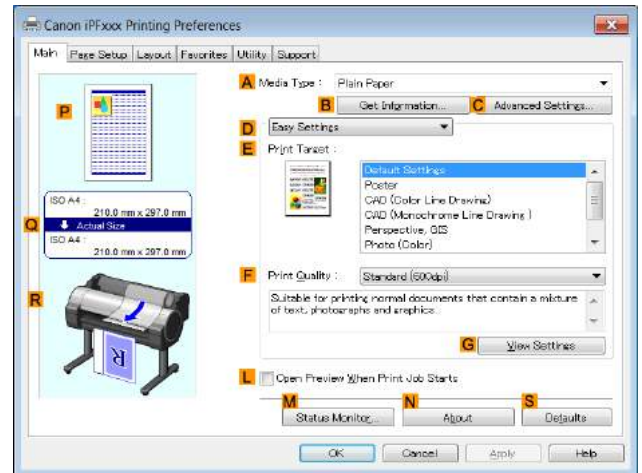 Canon iPFxxx Printing Preferences
Main Page Setup Layout Favorites Utility Support
A Media Type : Plain Paper
B Get Information... C Advanced Settings...
D Easy Settings
E Print Target :
Default Settings
Poster
CAD (Color Line Drawing)
CAD (Monochrome Line Drawing )
Perspective, GIS
Photo (Color)
P
ISO A4 :
210.0 mm x 297.0 mm
Q Actual Size
ISO A4 :
210.0 mm x 297.0 mm
R
R
F Print Quality : Standard (600dpi)
Suitable for printing normal documents that contain a mixture
of text, photographs and graphics.
G View Settings
L Open Preview When Print Job Starts
M N S
Status Monitor... About Defaults
OK Cancel Apply Help